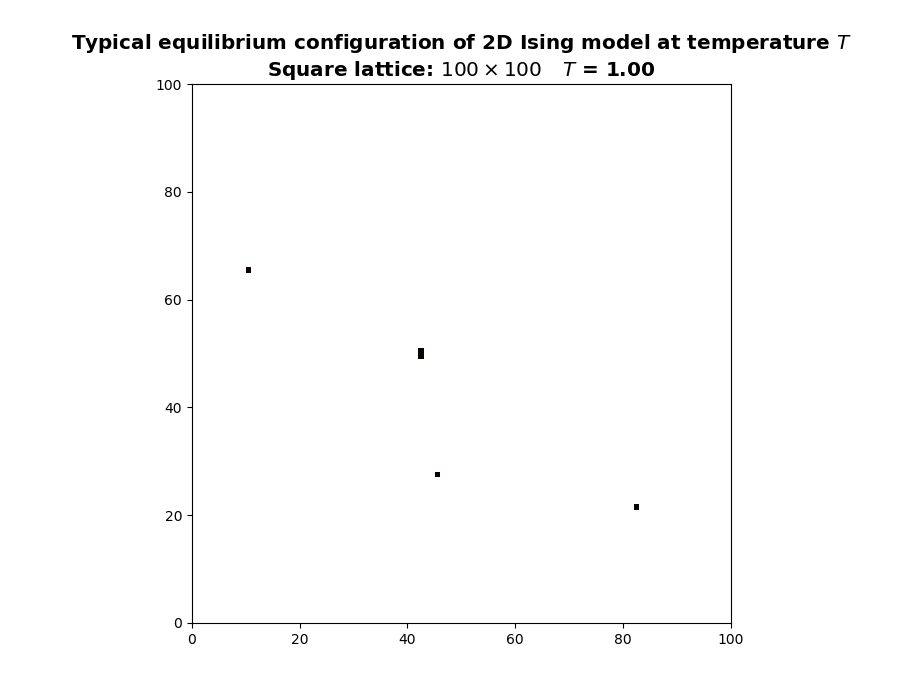 Typical equilibrium configuration of 2D Ising model at temperature T
Square lattice: 100 × 100 T = 1.00
100
80
60
40
20
0
0 20 40 60 80 100